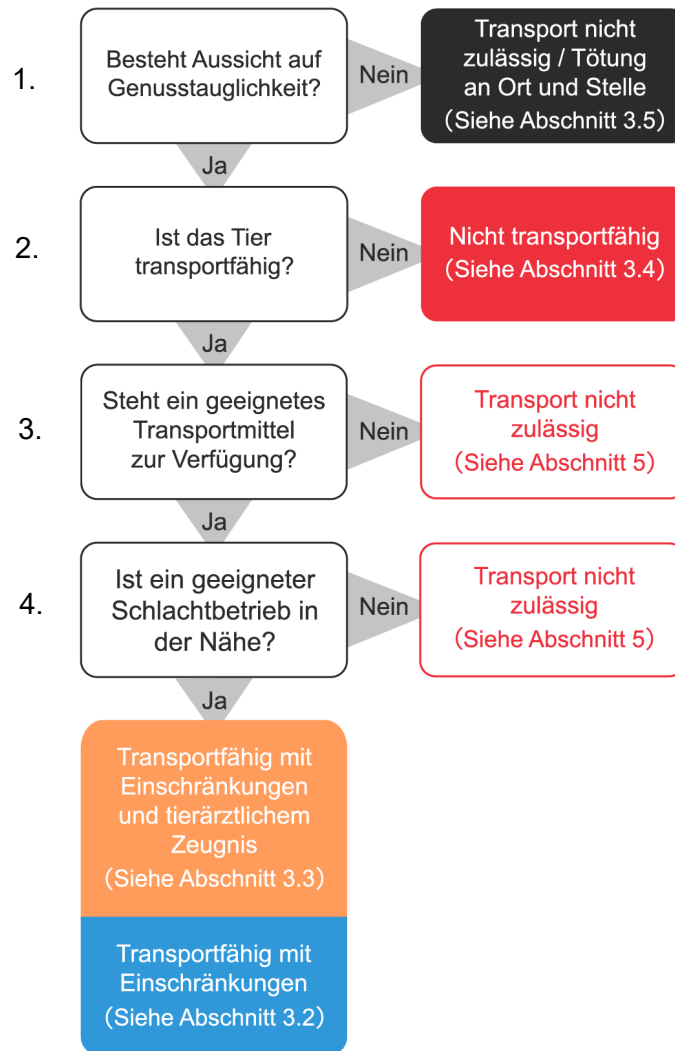 1.
Besteht Aussicht auf
Genusstauglichkeit?
Nein
Transport nicht
zulässig / Tötung
an Ort und Stelle
(Siehe Abschnitt 3.5)
Ja
2.
Ist das Tier
transportfähig?
Nein
Nicht transportfähig
(Siehe Abschnitt 3.4)
Ja
3.
Steht ein geeignetes
Transportmittel
zur Verfügung?
Nein
Transport nicht
zulässig
(Siehe Abschnitt 5)
Ja
4.
Ist ein geeigneter
Schlachtbetrieb in
der Nähe?
Nein
Transport nicht
zulässig
(Siehe Abschnitt 5)
Ja
Transportfähig mit
Einschränkungen
und tierärztlichem
Zeugnis
(Siehe Abschnitt 3.3)
Transportfähig mit
Einschränkungen
(Siehe Abschnitt 3.2)